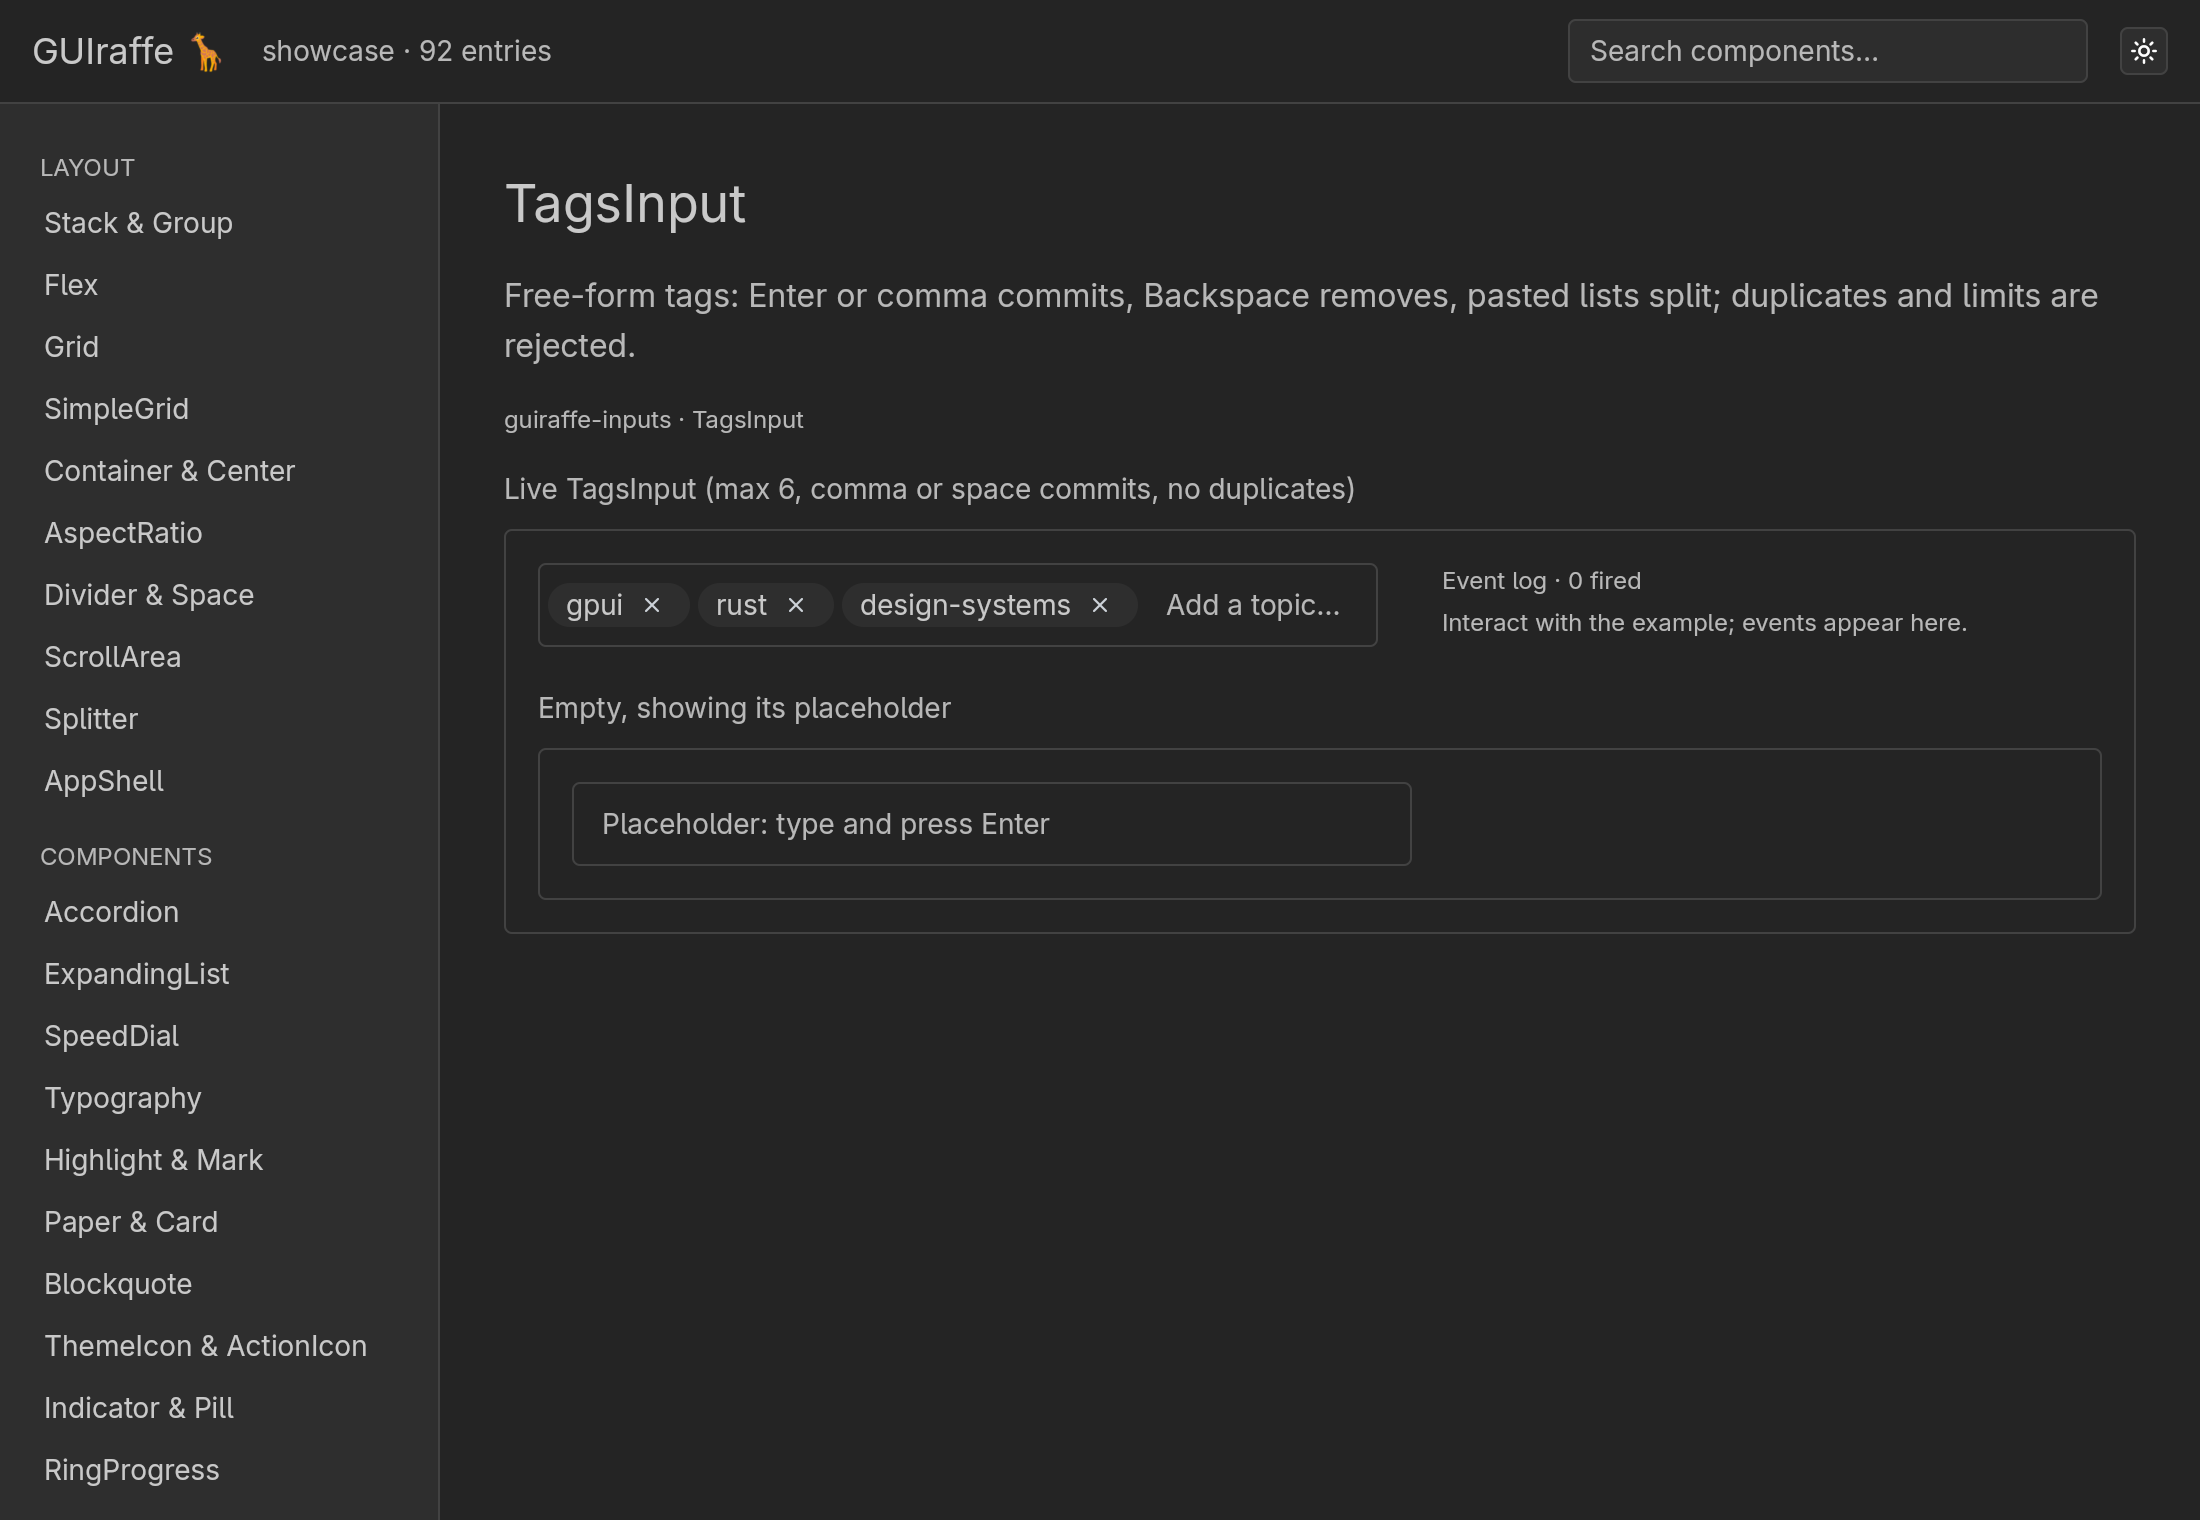 GUIraffe 🦒
showcase · 92 entries
Search components...
LAYOUT
Stack & Group
Flex
Grid
SimpleGrid
Container & Center
AspectRatio
Divider & Space
ScrollArea
Splitter
AppShell
COMPONENTS
Accordion
ExpandingList
SpeedDial
Typography
Highlight & Mark
Paper & Card
Blockquote
ThemeIcon & ActionIcon
Indicator & Pill
RingProgress
TagsInput
Free-form tags: Enter or comma commits, Backspace removes, pasted lists split; duplicates and limits are
rejected.
guiraffe-inputs · TagsInput
Live TagsInput (max 6, comma or space commits, no duplicates)
gpui × rust × design-systems × Add a topic...
Event log · 0 fired
Interact with the example; events appear here.
Empty, showing its placeholder
Placeholder: type and press Enter